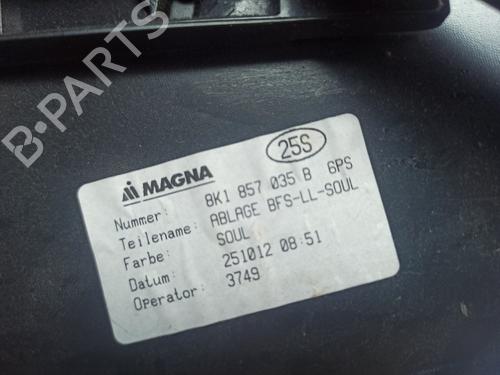 B-PARTS
25S
MAGNA
Nummer: 8K1 857 035 B 6PS
Teilename: ABLAGE BFS-LL-SOUL
Farbe: SOUL
Datum: 251012 08:51
Operator: 3749